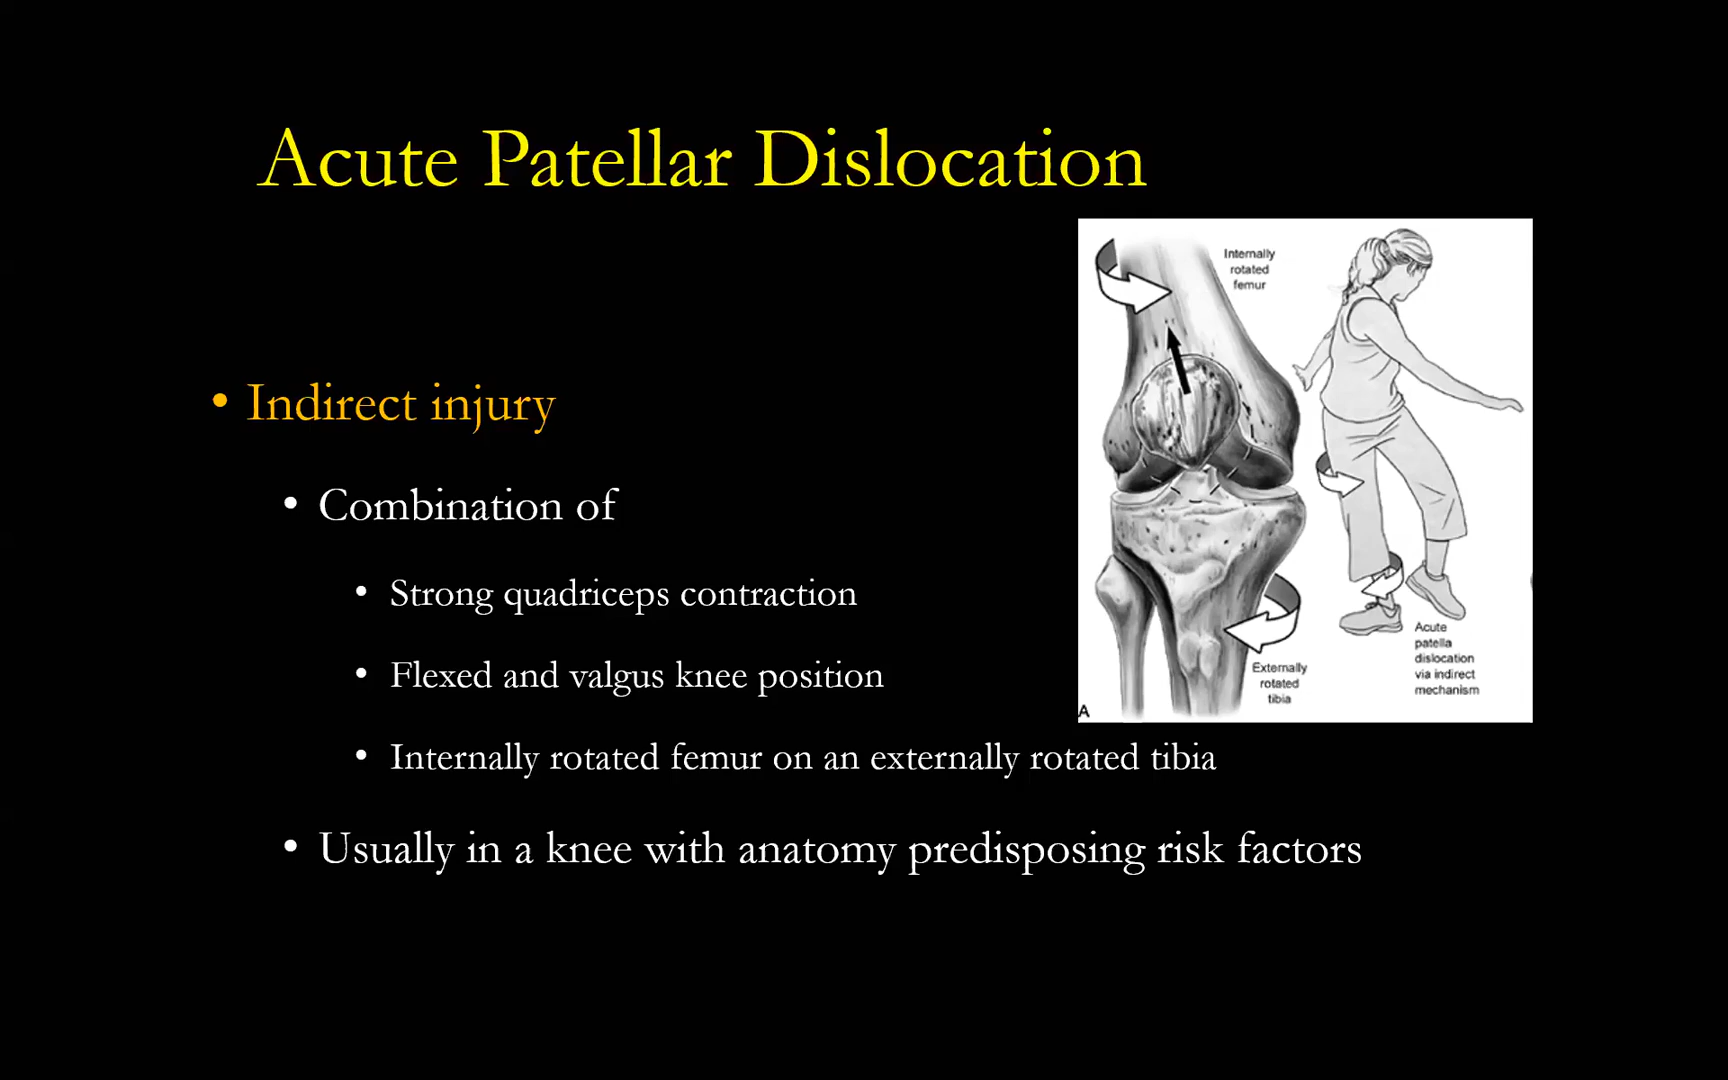 Acute Patellar Dislocation
• Indirect injury
• Combination of
• Strong quadriceps contraction
• Flexed and valgus knee position
• Internally rotated femur on an externally rotated tibia
• Usually in a knee with anatomy predisposing risk factors
Internally
rotated
femur
Externally
rotated
tibia
Acute
patella
dislocation
via indirect
mechanism
A